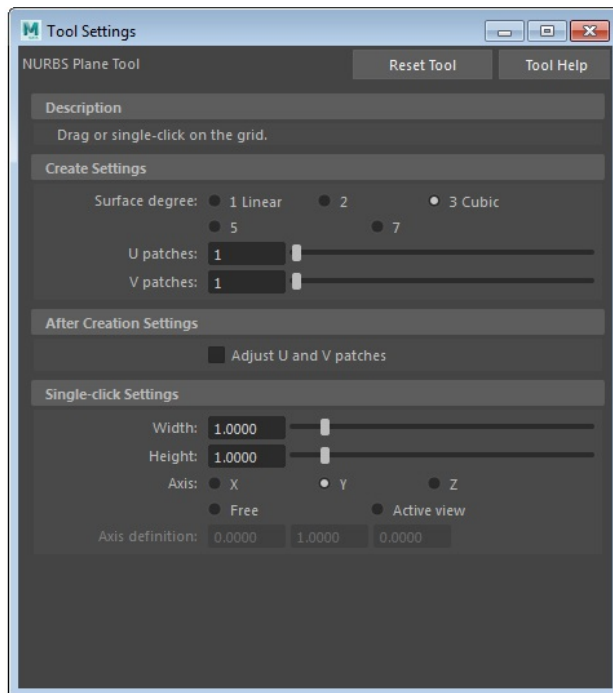 Tool Settings
NURBS Plane Tool Reset Tool Tool Help
Description
Drag or single-click on the grid.
Create Settings
Surface degree: 1 Linear 2 3 Cubic
5 7
U patches: 1
V patches: 1
After Creation Settings
Adjust U and V patches
Single-click Settings
Width: 1.0000
Height: 1.0000
Axis: X Y Z
Free Active view
Axis definition: 0.0000 1.0000 0.0000